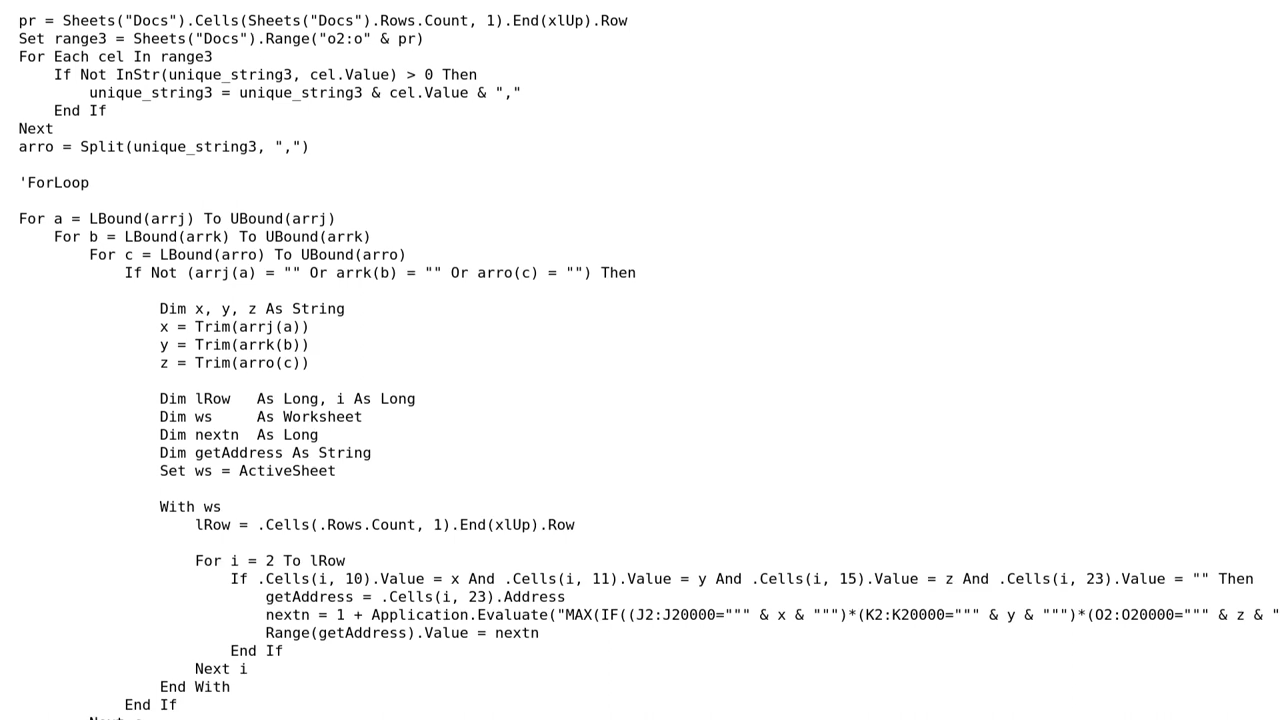 pr = Sheets("Docs").Cells(Sheets("Docs").Rows.Count, 1).End(xlUp).Row
Set range3 = Sheets("Docs").Range("o2:o" & pr)
For Each cel In range3
    If Not InStr(unique_string3, cel.Value) > 0 Then
        unique_string3 = unique_string3 & cel.Value & ","
    End If
Next
arro = Split(unique_string3, ",")

'ForLoop

For a = LBound(arrj) To UBound(arrj)
    For b = LBound(arrk) To UBound(arrk)
        For c = LBound(arro) To UBound(arro)
            If Not (arrj(a) = "" Or arrk(b) = "" Or arro(c) = "") Then

                Dim x, y, z As String
                x = Trim(arrj(a))
                y = Trim(arrk(b))
                z = Trim(arro(c))

                Dim lRow   As Long, i As Long
                Dim ws     As Worksheet
                Dim nextn  As Long
                Dim getAddress As String
                Set ws = ActiveSheet

                With ws
                    lRow = .Cells(.Rows.Count, 1).End(xlUp).Row

                    For i = 2 To lRow
                        If .Cells(i, 10).Value = x And .Cells(i, 11).Value = y And .Cells(i, 15).Value = z And .Cells(i, 23).Value = "" Then
                            getAddress = .Cells(i, 23).Address
                            nextn = 1 + Application.Evaluate("MAX(IF((J2:J20000=""" & x & """)*(K2:K20000=""" & y & """)*(O2:O20000=""" & z & "
                            Range(getAddress).Value = nextn
                        End If
                    Next i
                End With
            End If